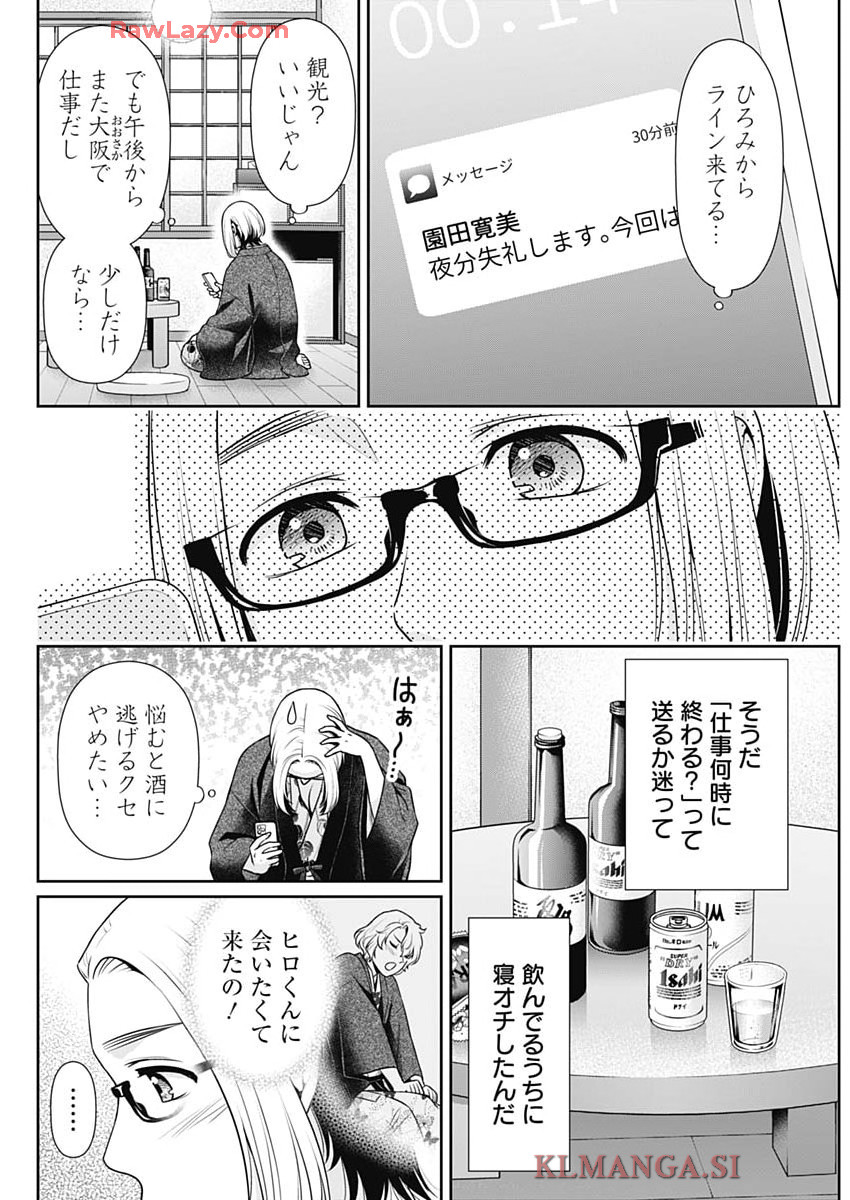 RawLazy.Com
00:14
ひろみから
ライン来てる…
30分前
メッセージ
園田寛美
夜分失礼します。今回は
観光?
いいじゃん
でも午後から
また大阪で
おおさか
仕事だし
少しだけ
なら…
そうだ
「仕事何時に
終わる?」って
送るか迷って
飲んでるうちに
寝オチしたんだ
SUPER
"DRY"
Asahi
はぁ〜〜…
悩むと酒に
逃げるクセ
やめたい…
ヒロくんに
会いたくて
来たの!
……
KLMANGA.SI